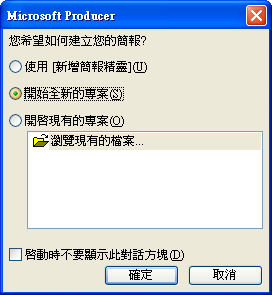 Microsoft Producer
您希望如何建立您的簡報?
使用 [新增簡報精靈](U)
開始全新的專案(S)
開啟現有的專案(O)
瀏覽現有的檔案...
啟動時不要顯示此對話方塊(D)
確定
取消